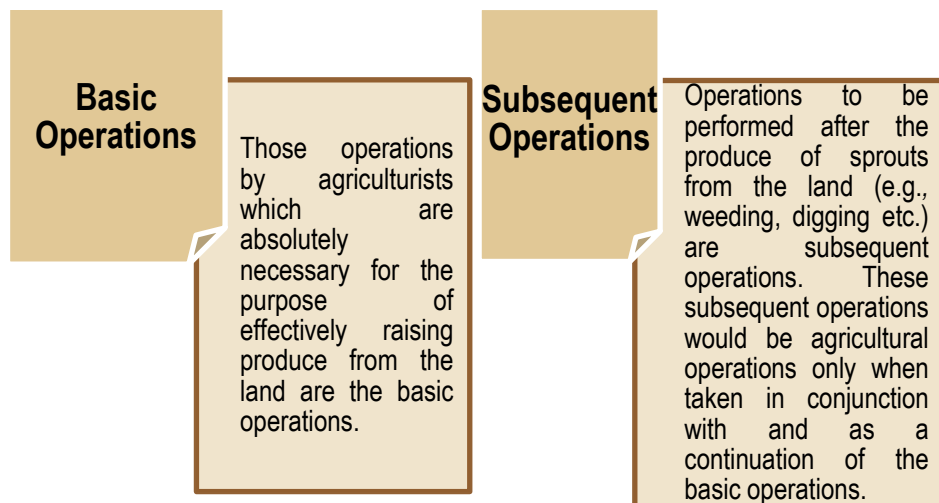 Basic
Operations
Those operations
by agriculturists
which are
absolutely
necessary for the
purpose of
effectively raising
produce from the
land are the basic
operations.
Subsequent
Operations
Operations to be
performed after the
produce of sprouts
from the land (e.g.,
weeding, digging etc.)
are subsequent
operations. These
subsequent operations
would be agricultural
operations only when
taken in conjunction
with and as a
continuation of the
basic operations.